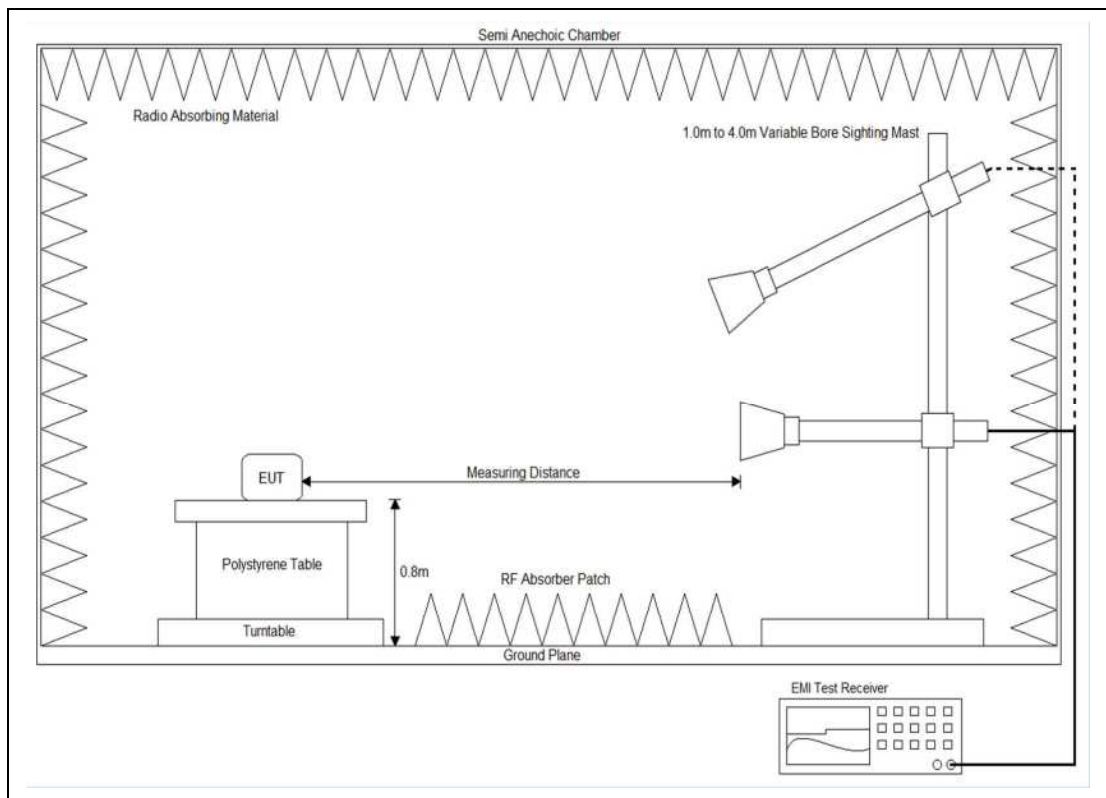 Semi Anechoic Chamber
Radio Absorbing Material
1.0m to 4.0m Variable Bore Sighting Mast
EUT
Measuring Distance
Polystyrene Table
0.8m
RF Absorber Patch
Turntable
Ground Plane
EMI Test Receiver